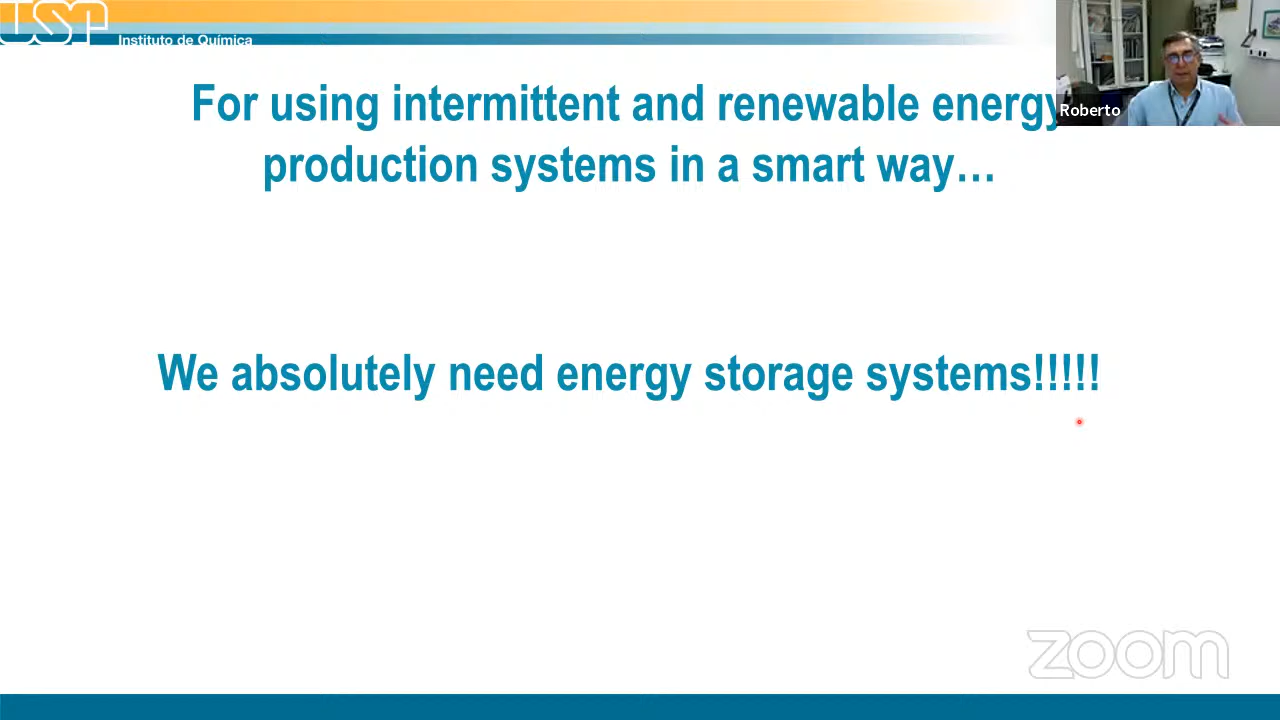 USP
Instituto de Química
For using intermittent and renewable energy
production systems in a smart way…
Roberto
We absolutely need energy storage systems!!!!!
zoom